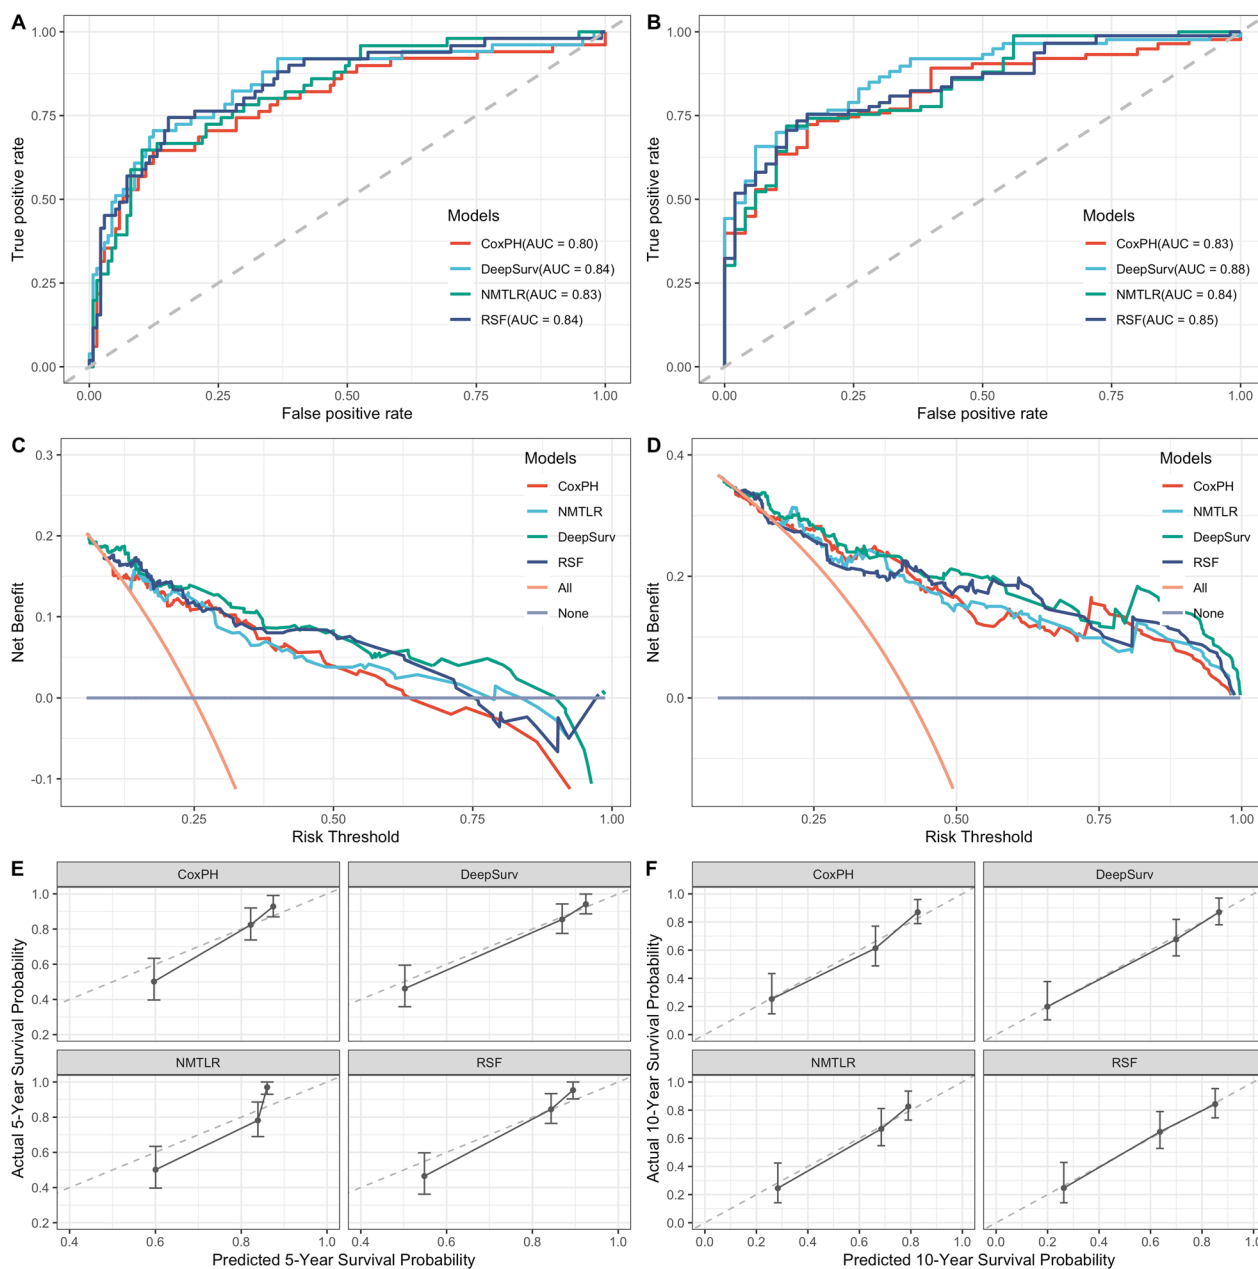 A
1.00
0.75
0.50
0.25
0.00
True positive rate
Models
CoxPH(AUC = 0.80)
DeepSurv(AUC = 0.84)
NMTLR(AUC = 0.83)
RSF(AUC = 0.84)
0.00 0.25 0.50 0.75 1.00
False positive rate
B
1.00
0.75
0.50
0.25
0.00
True positive rate
Models
CoxPH(AUC = 0.83)
DeepSurv(AUC = 0.88)
NMTLR(AUC = 0.84)
RSF(AUC = 0.85)
0.00 0.25 0.50 0.75 1.00
False positive rate
C
0.3
0.2
0.1
0.0
-0.1
Net Benefit
Models
CoxPH
NMTLR
DeepSurv
RSF
All
None
0.25 0.50 0.75 1.00
Risk Threshold
D
0.4
0.2
0.0
Net Benefit
Models
CoxPH
NMTLR
DeepSurv
RSF
All
None
0.25 0.50 0.75 1.00
Risk Threshold
E
Actual 5-Year Survival Probability
CoxPH
DeepSurv
1.0
0.8
0.6
0.4
0.2
NMTLR
RSF
1.0
0.8
0.6
0.4
0.2
0.4 0.6 0.8 1.0 0.4 0.6 0.8 1.0
Predicted 5-Year Survival Probability
F
Actual 10-Year Survival Probability
CoxPH
DeepSurv
1.0
0.8
0.6
0.4
0.2
0.0
NMTLR
RSF
1.0
0.8
0.6
0.4
0.2
0.0
0.0 0.2 0.4 0.6 0.8 1.0 0.0 0.2 0.4 0.6 0.8 1.0
Predicted 10-Year Survival Probability